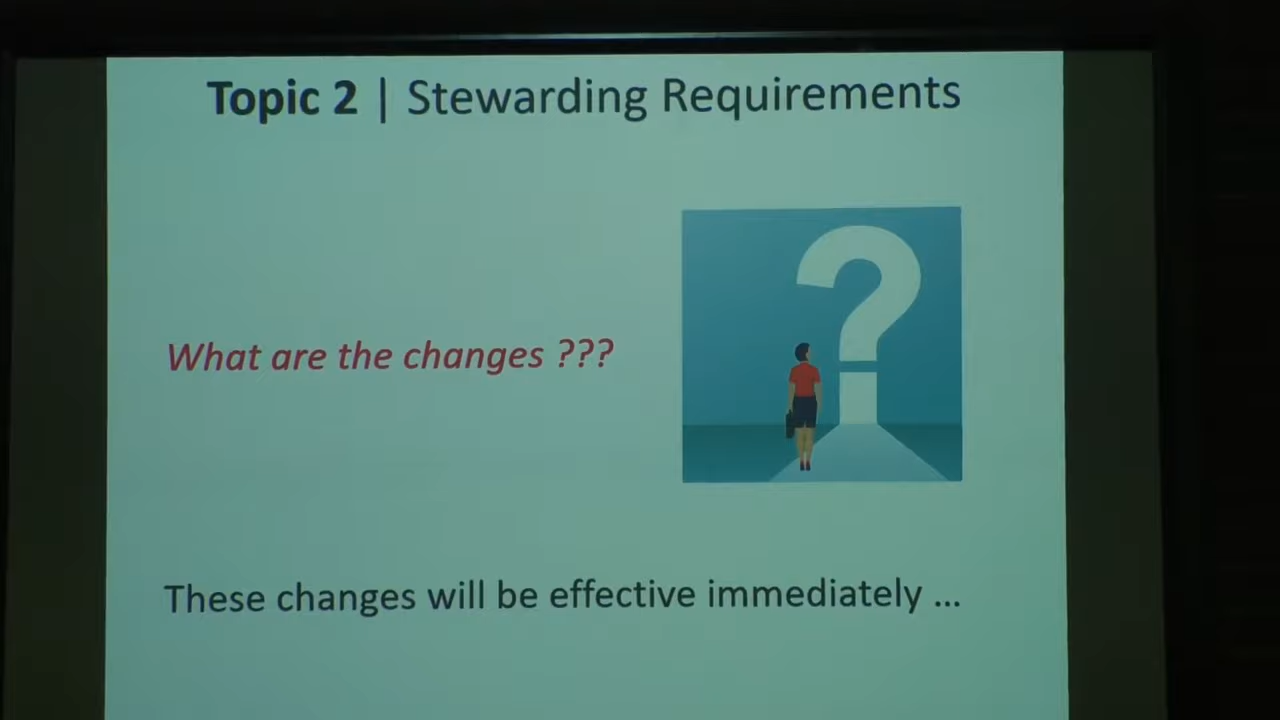 Topic 2 | Stewarding Requirements
What are the changes ???
These changes will be effective immediately ...